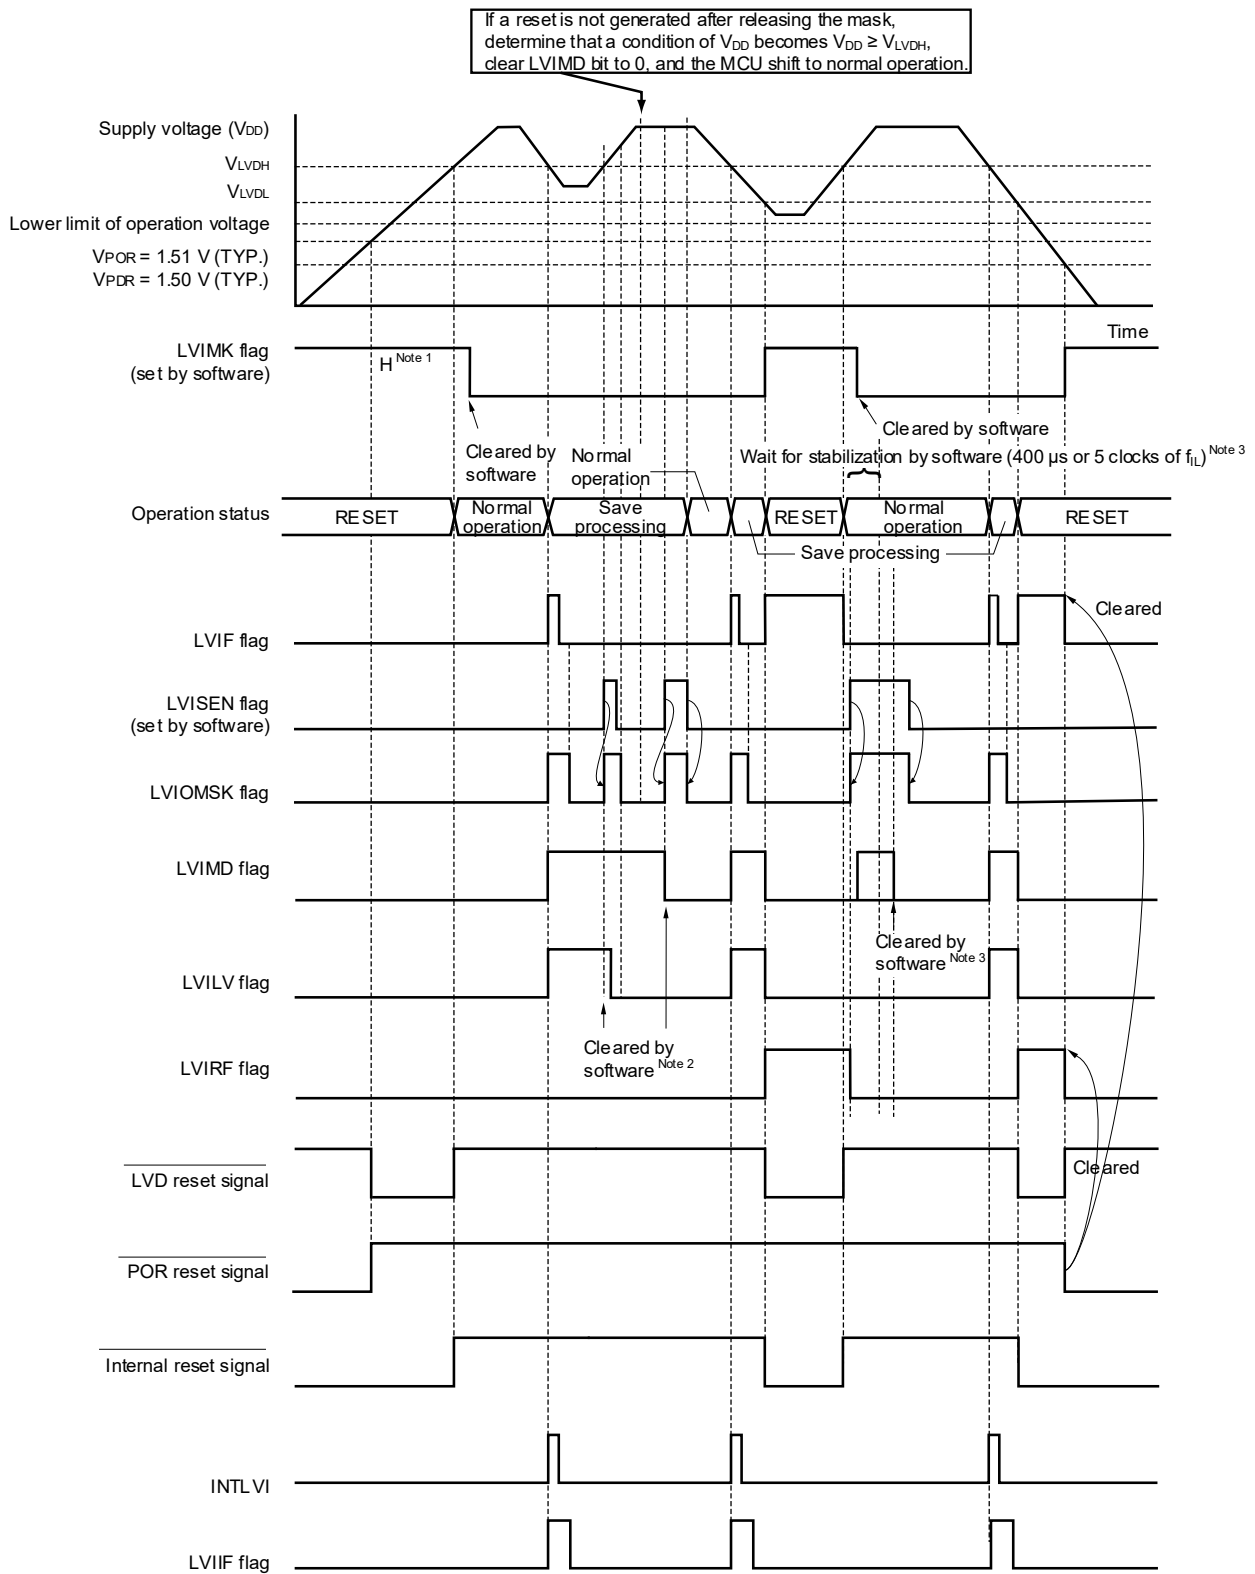 If a reset is not generated after releasing the mask,
determine that a condition of VDD becomes VDD ≥ VLVDH,
clear LVIMD bit to 0, and the MCU shift to normal operation.
Supply voltage (VDD)
VLVDH
VLVDL
Lower limit of operation voltage
VPOR = 1.51 V (TYP.)
VPDR = 1.50 V (TYP.)
Time
LVIMK flag
(set by software)
H Note 1
Cleared by
software
Cleared by software
Normal
operation
Wait for stabilization by software (400 µs or 5 clocks of fIL) Note 3
Operation status
RESET
Normal
operation
Save
processing
RESET
Normal
operation
RESET
Save processing
LVIF flag
Cleared
LVISEN flag
(set by software)
LVIOMSK flag
LVIMD flag
Cleared by
software Note 3
LVILV flag
Cleared by
software Note 2
LVIRF flag
LVD reset signal
Cleared
POR reset signal
Internal reset signal
INTLVI
LVIIF flag